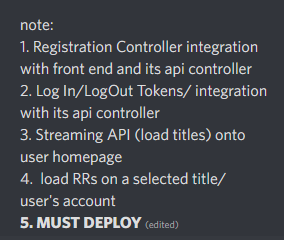 note:
1. Registration Controller integration
with front end and its api controller
2. Log In/LogOut Tokens/ integration
with its api controller
3. Streaming API (load titles) onto
user homepage
4.  load RRs on a selected title/
user's account
5. MUST DEPLOY (edited)